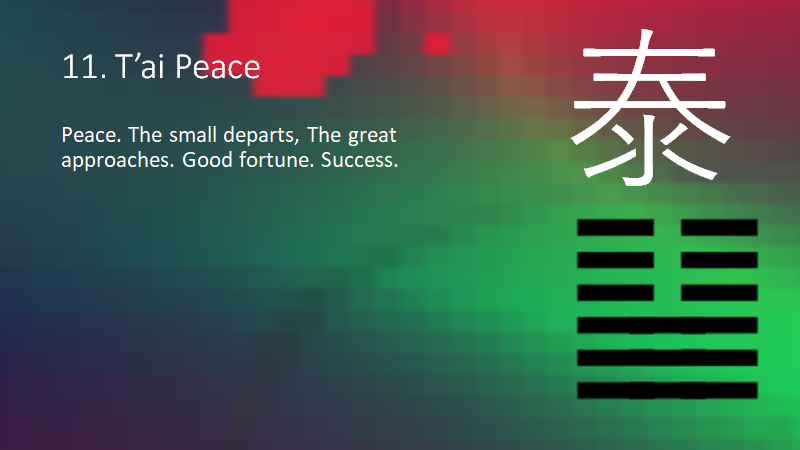 11. T’ai Peace
泰
Peace. The small departs, The great
approaches. Good fortune. Success.